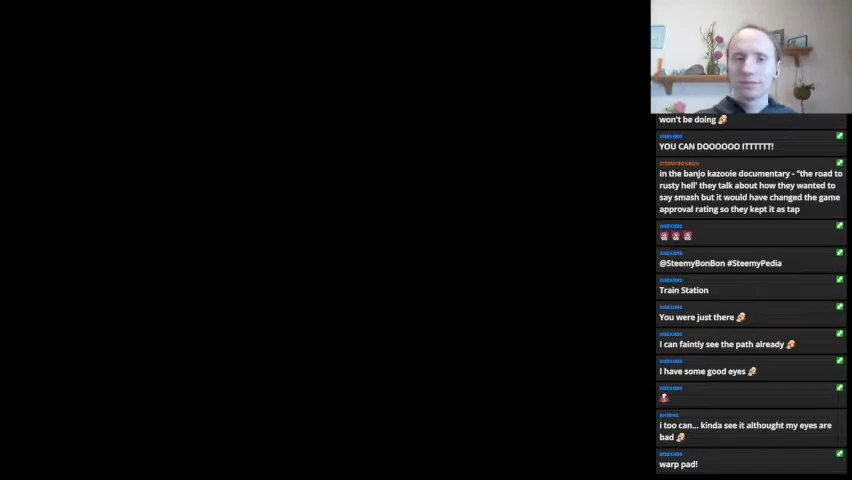 won't be doing
YOU CAN DOOOOOO ITTTTTT!
STEEMYBONBON
in the banjo kazooie documentary - "the road to
rusty hell' they talk about how they wanted to
say smash but it would have changed the game
approval rating so they kept it as tap
@SteemyBonBon #SteemyPedia
Train Station
You were just there
I can faintly see the path already
I have some good eyes
i too can... kinda see it althought my eyes are
bad
warp pad!